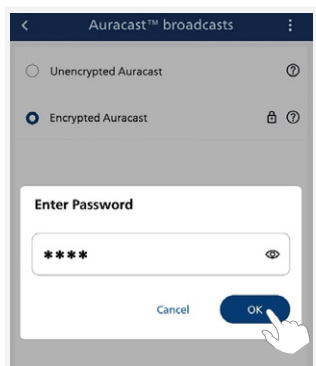 Auracast™ broadcasts
Unencrypted Auracast
Encrypted Auracast
Enter Password
****
Cancel OK